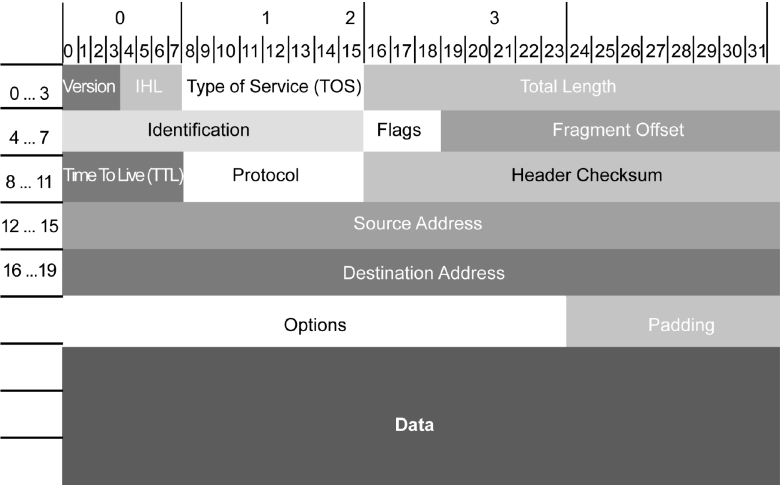 0 1 2 3
0 1 2 3 4 5 6 7 8 9 10 11 12 13 14 15 16 17 18 19 20 21 22 23 24 25 26 27 28 29 30 31
0 ... 3 Version IHL Type of Service (TOS) Total Length
4 ... 7 Identification Flags Fragment Offset
8 ... 11 Time To Live (TTL) Protocol Header Checksum
12 ... 15 Source Address
16 ...19 Destination Address
Options Padding
Data